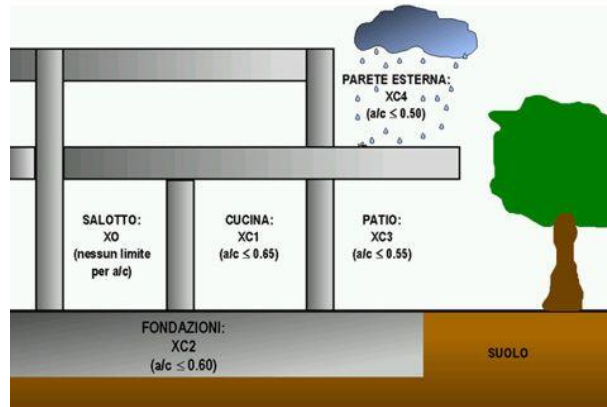 PARETE ESTERNA:
XC4
(a/c ≤ 0.50)
SALOTTO:
XO
(nessun limite
per a/c)
CUCINA:
XC1
(a/c ≤ 0.65)
PATIO:
XC3
(a/c ≤ 0.55)
FONDAZIONI:
XC2
(a/c ≤ 0.60)
SUOLO